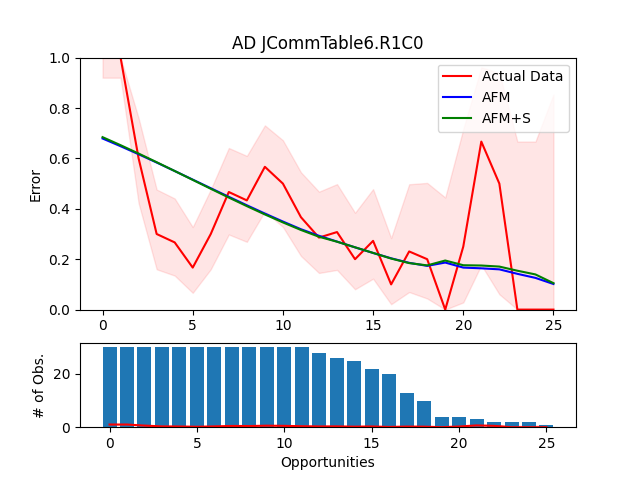 AD JCommTable6.R1C0
1.0
0.8
0.6
0.4
0.2
0.0
Error
Actual Data
AFM
AFM+S
0 5 10 15 20 25
20
0
# of Obs.
0 5 10 15 20 25
Opportunities